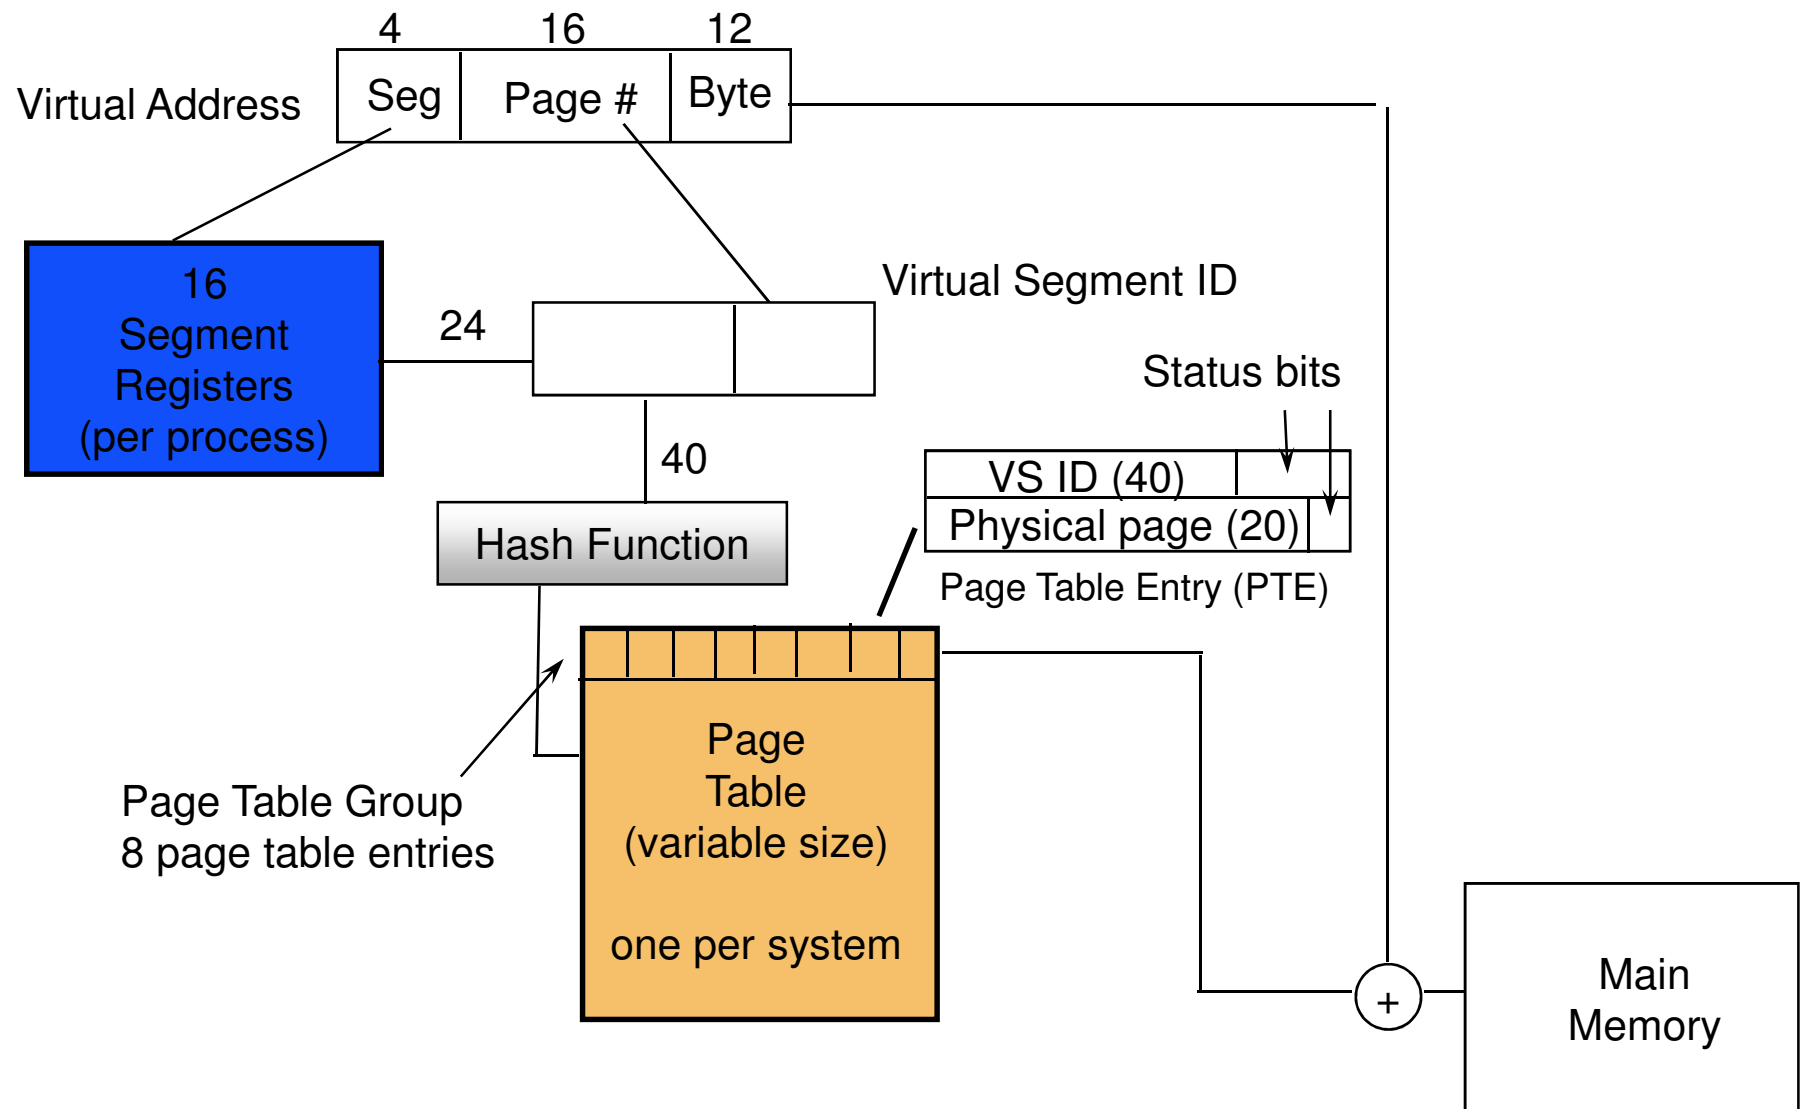 4 16 12
Virtual Address Seg Page # Byte
16
Segment
Registers
(per process)
24
Virtual Segment ID
Status bits
40
VS ID (40)
Physical page (20)
Page Table Entry (PTE)
Hash Function
Page Table Group
8 page table entries
Page
Table
(variable size)
one per system
+
Main
Memory